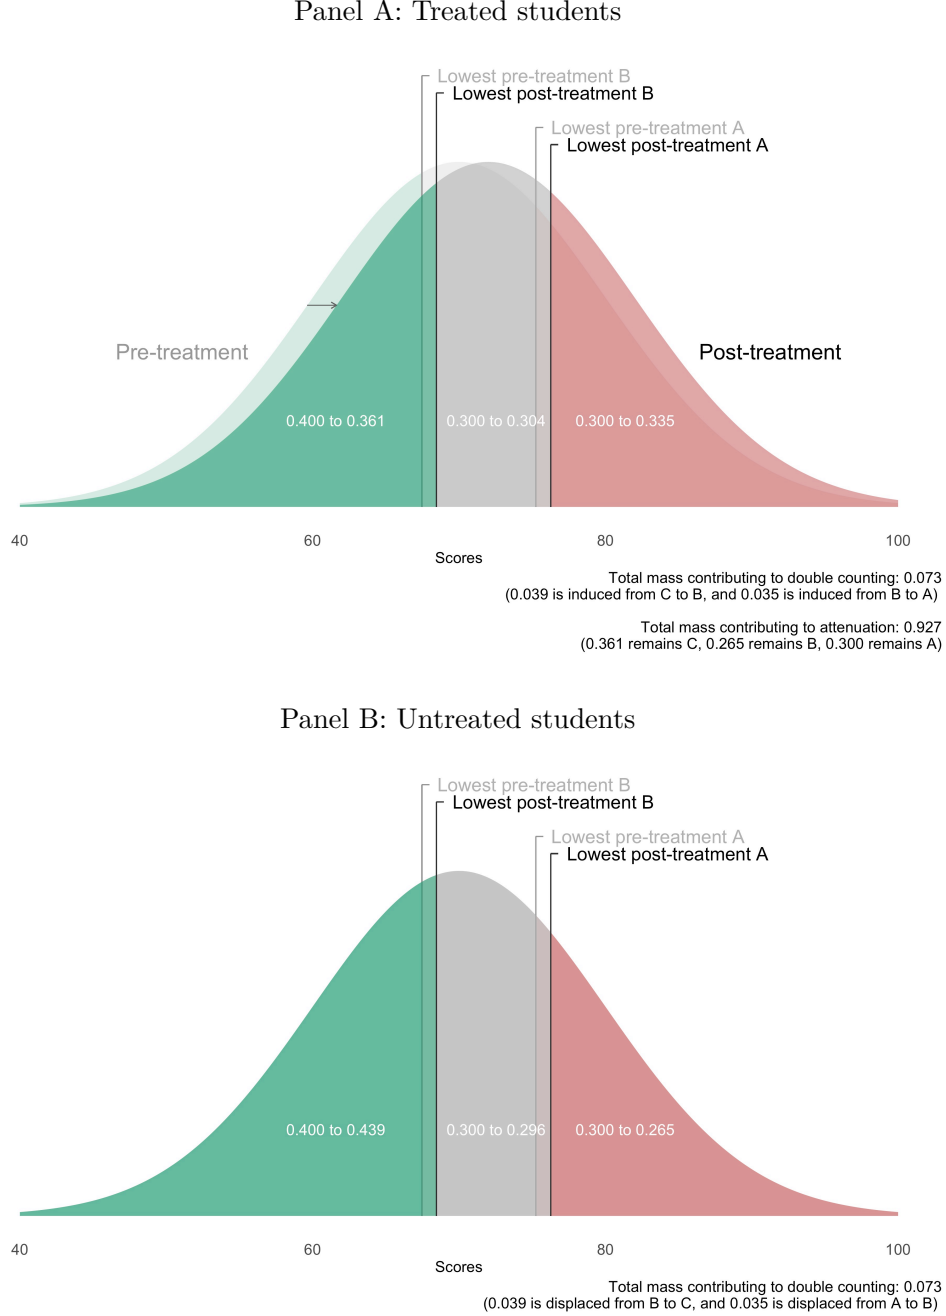 Panel A: Treated students
Lowest pre-treatment B
Lowest post-treatment B
Lowest pre-treatment A
Lowest post-treatment A
Pre-treatment
Post-treatment
0.400 to 0.361
0.300 to 0.304
0.300 to 0.335
40
60
80
100
Scores
Total mass contributing to double counting: 0.073
(0.039 is induced from C to B, and 0.035 is induced from B to A)
Total mass contributing to attenuation: 0.927
(0.361 remains C, 0.265 remains B, 0.300 remains A)
Panel B: Untreated students
Lowest pre-treatment B
Lowest post-treatment B
Lowest pre-treatment A
Lowest post-treatment A
0.400 to 0.439
0.300 to 0.296
0.300 to 0.265
40
60
80
100
Scores
Total mass contributing to double counting: 0.073
(0.039 is displaced from B to C, and 0.035 is displaced from A to B)